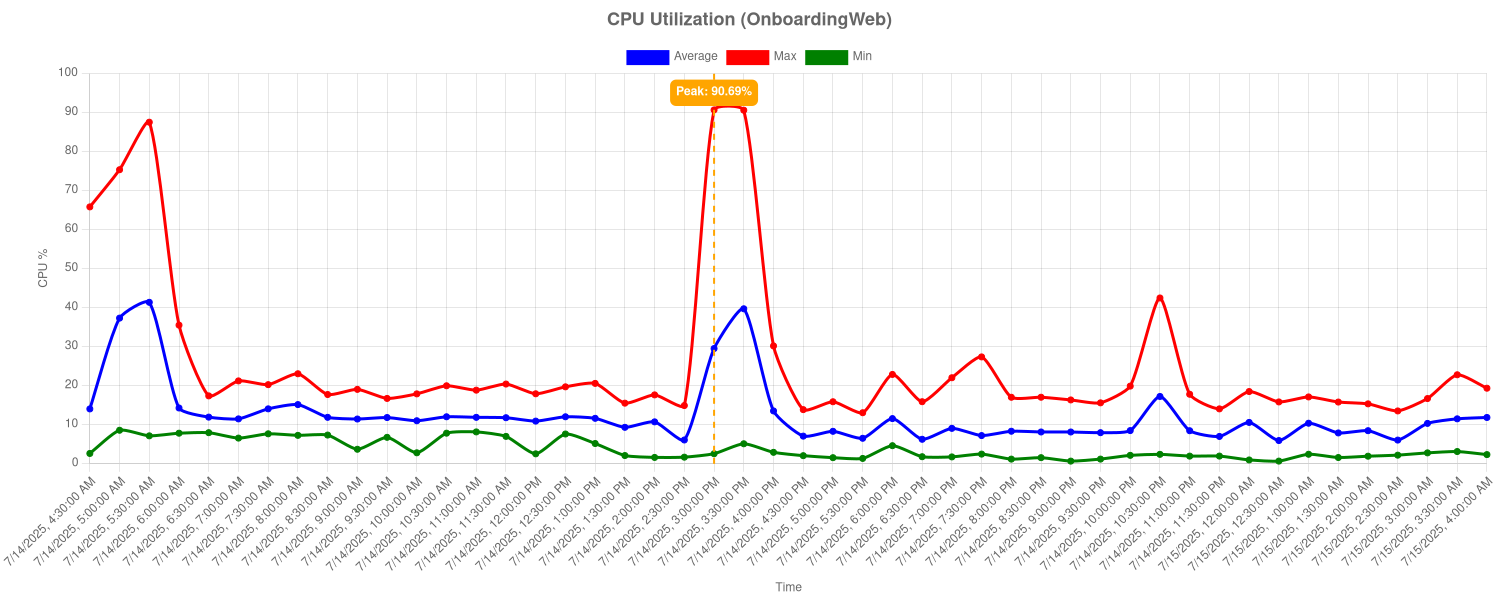 CPU Utilization (OnboardingWeb)
Average Max Min
Peak: 90.69%
100
90
80
70
60
50
40
30
20
10
0
CPU %
7/14/2025, 4:30:00 AM
7/14/2025, 5:00:00 AM
7/14/2025, 5:30:00 AM
7/14/2025, 6:00:00 AM
7/14/2025, 6:30:00 AM
7/14/2025, 7:00:00 AM
7/14/2025, 7:30:00 AM
7/14/2025, 8:00:00 AM
7/14/2025, 8:30:00 AM
7/14/2025, 9:00:00 AM
7/14/2025, 9:30:00 AM
7/14/2025, 10:00:00 AM
7/14/2025, 10:30:00 AM
7/14/2025, 11:00:00 AM
7/14/2025, 11:30:00 AM
7/14/2025, 12:00:00 PM
7/14/2025, 12:30:00 PM
7/14/2025, 1:00:00 PM
7/14/2025, 1:30:00 PM
7/14/2025, 2:00:00 PM
7/14/2025, 2:30:00 PM
7/14/2025, 3:00:00 PM
7/14/2025, 3:30:00 PM
7/14/2025, 4:00:00 PM
7/14/2025, 4:30:00 PM
7/14/2025, 5:00:00 PM
7/14/2025, 5:30:00 PM
7/14/2025, 6:00:00 PM
7/14/2025, 6:30:00 PM
7/14/2025, 7:00:00 PM
7/14/2025, 7:30:00 PM
7/14/2025, 8:00:00 PM
7/14/2025, 8:30:00 PM
7/14/2025, 9:00:00 PM
7/14/2025, 9:30:00 PM
7/14/2025, 10:00:00 PM
7/14/2025, 10:30:00 PM
7/14/2025, 11:00:00 PM
7/14/2025, 11:30:00 PM
7/15/2025, 12:00:00 AM
7/15/2025, 12:30:00 AM
7/15/2025, 1:00:00 AM
7/15/2025, 1:30:00 AM
7/15/2025, 2:00:00 AM
7/15/2025, 2:30:00 AM
7/15/2025, 3:00:00 AM
7/15/2025, 3:30:00 AM
7/15/2025, 4:00:00 AM
Time